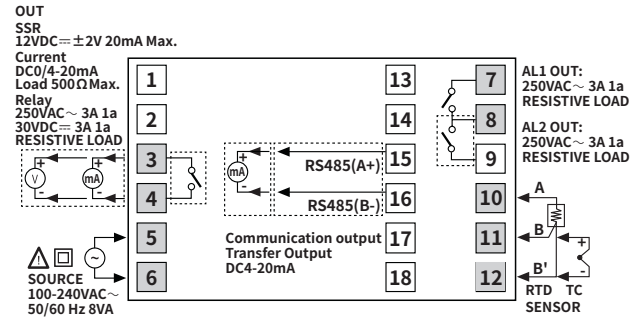 OUT
SSR
12VDC⎓±2V 20mA Max.
Current
DC0/4-20mA
Load 500ΩMax.
Relay
250VAC～ 3A 1a
30VDC⎓ 3A 1a
RESISTIVE LOAD
V
+
-
mA
+
-
SOURCE
100-240VAC～
50/60 Hz 8VA
1
2
3
4
5
6
mA
+
-
RS485(A+)
RS485(B-)
Communication output
Transfer Output
DC4-20mA
13
14
15
16
17
18
7
8
9
10
11
12
AL1 OUT:
250VAC～ 3A 1a
RESISTIVE LOAD
AL2 OUT:
250VAC～ 3A 1a
RESISTIVE LOAD
A
B
B'
+
-
RTD TC
SENSOR